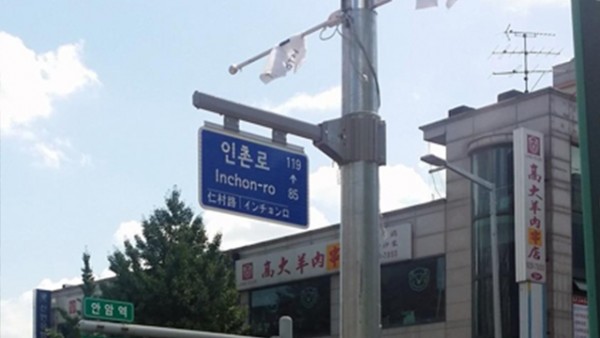 인촌로 119
↑
Inchon-ro 85
仁村路 インチョンロ
高大羊肉串
高大羊肉串店
안암역